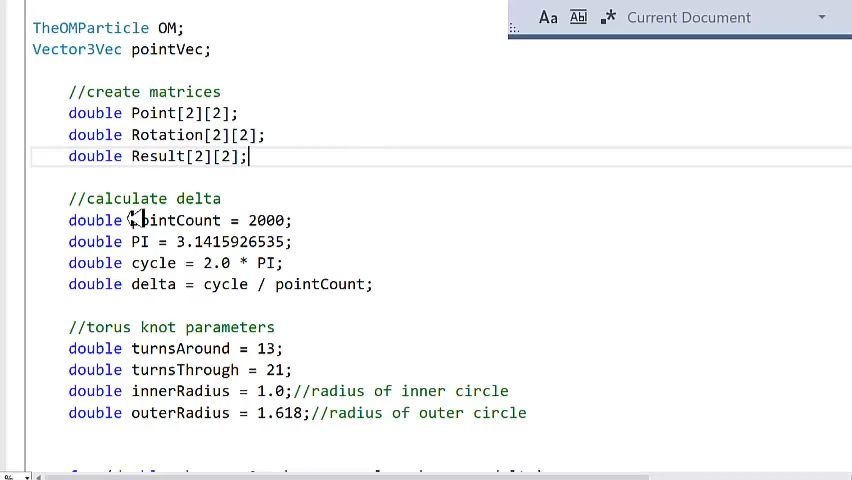 Aa Abl .* Current Document
TheOMParticle OM;
Vector3Vec pointVec;
//create matrices
double Point[2][2];
double Rotation[2][2];
double Result[2][2];
//calculate delta
double pointCount = 2000;
double PI = 3.1415926535;
double cycle = 2.0 * PI;
double delta = cycle / pointCount;
//torus knot parameters
double turnsAround = 13;
double turnsThrough = 21;
double innerRadius = 1.0;//radius of inner circle
double outerRadius = 1.618;//radius of outer circle
%